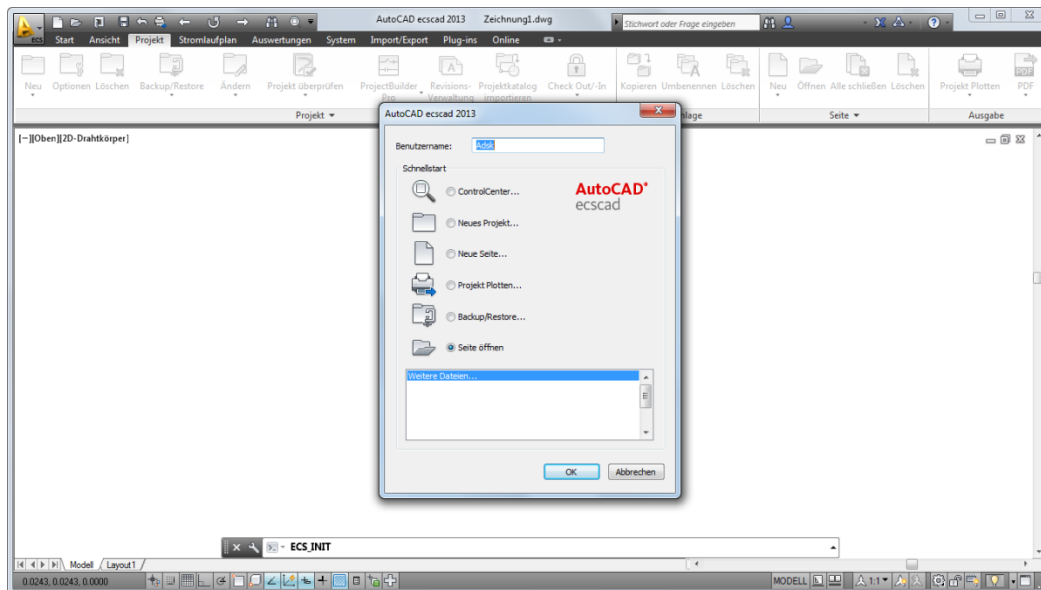 AutoCAD ecscad 2013 Zeichnung1.dwg
Stichwort oder Frage eingeben
Start Ansicht Projekt Stromlaufplan Auswertungen System Import/Export Plug-ins Online
Neu Optionen Löschen Backup/Restore Ändern Projekt überprüfen ProjectBuilder Revisions- Projektkatalog Check Out/-In Kopieren Umbenennen Löschen Neu Öffnen Alle schließen Löschen Projekt Plotten PDF
Pro Verwaltung importieren
Projekt nlage Seite Ausgabe
[−][Oben][2D-Drahtkörper]
AutoCAD ecscad 2013
Benutzername: Adsk
Schnellstart
AutoCAD®
ecscad
ControlCenter...
Neues Projekt...
Neue Seite...
Projekt Plotten...
Backup/Restore...
Seite öffnen
Weitere Dateien...
OK Abbrechen
ECS_INIT
Modell Layout1
0.0243, 0.0243, 0.0000 MODELL 1:1